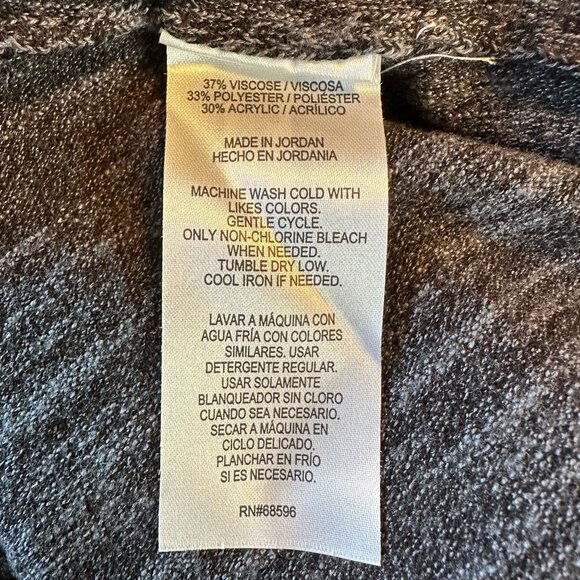 37% VISCOSE / VISCOSA
33% POLYESTER / POLIÉSTER
30% ACRYLIC / ACRÍLICO
MADE IN JORDAN
HECHO EN JORDANIA
MACHINE WASH COLD WITH
LIKES COLORS.
GENTLE CYCLE.
ONLY NON-CHLORINE BLEACH
WHEN NEEDED.
TUMBLE DRY LOW.
COOL IRON IF NEEDED.
LAVAR A MÁQUINA CON
AGUA FRÍA CON COLORES
SIMILARES. USAR
DETERGENTE REGULAR.
USAR SOLAMENTE
BLANQUEADOR SIN CLORO
CUANDO SEA NECESARIO.
SECAR A MÁQUINA EN
CICLO DELICADO.
PLANCHAR EN FRÍO
SI ES NECESARIO.
RN#68596